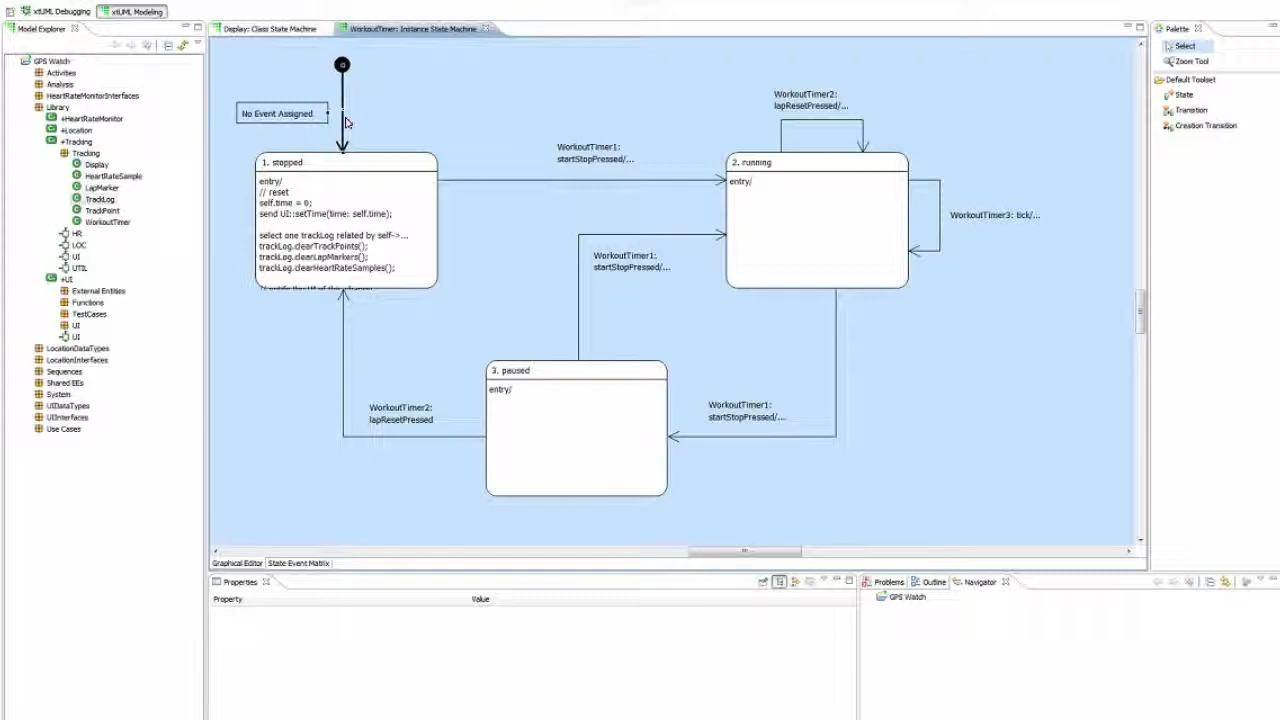 xtUML Debugging
xtUML Modeling
Model Explorer
GPS Watch
Activities
Analysis
HeartRateMonitorInterfaces
Library
+HeartRateMonitor
+Location
+Tracking
Tracking
Display
HeartRateSample
LapMarker
TrackLog
TrackPoint
WorkoutTimer
HR
LOC
UI
UTIL
+UI
External Entities
Functions
TestCases
UI
UI
LocationDataTypes
LocationInterfaces
Sequences
Shared EEs
System
UIDataTypes
UIInterfaces
Use Cases
Display: Class State Machine
WorkoutTimer: Instance State Machine
No Event Assigned
1. stopped
entry/
// reset
self.time = 0;
send UI::setTime(time: self.time);
select one trackLog related by self->...
trackLog.clearTrackPoints();
trackLog.clearLapMarkers();
trackLog.clearHeartRateSamples();
WorkoutTimer1:
startStopPressed/...
WorkoutTimer2:
lapResetPressed/...
2. running
entry/
WorkoutTimer3: tick/...
WorkoutTimer1:
startStopPressed/...
3. paused
entry/
WorkoutTimer2:
lapResetPressed
WorkoutTimer1:
startStopPressed/...
Graphical Editor
State Event Matrix
Palette
Select
Zoom Tool
Default Toolset
State
Transition
Creation Transition
Properties
Property
Value
Problems
Outline
Navigator
GPS Watch